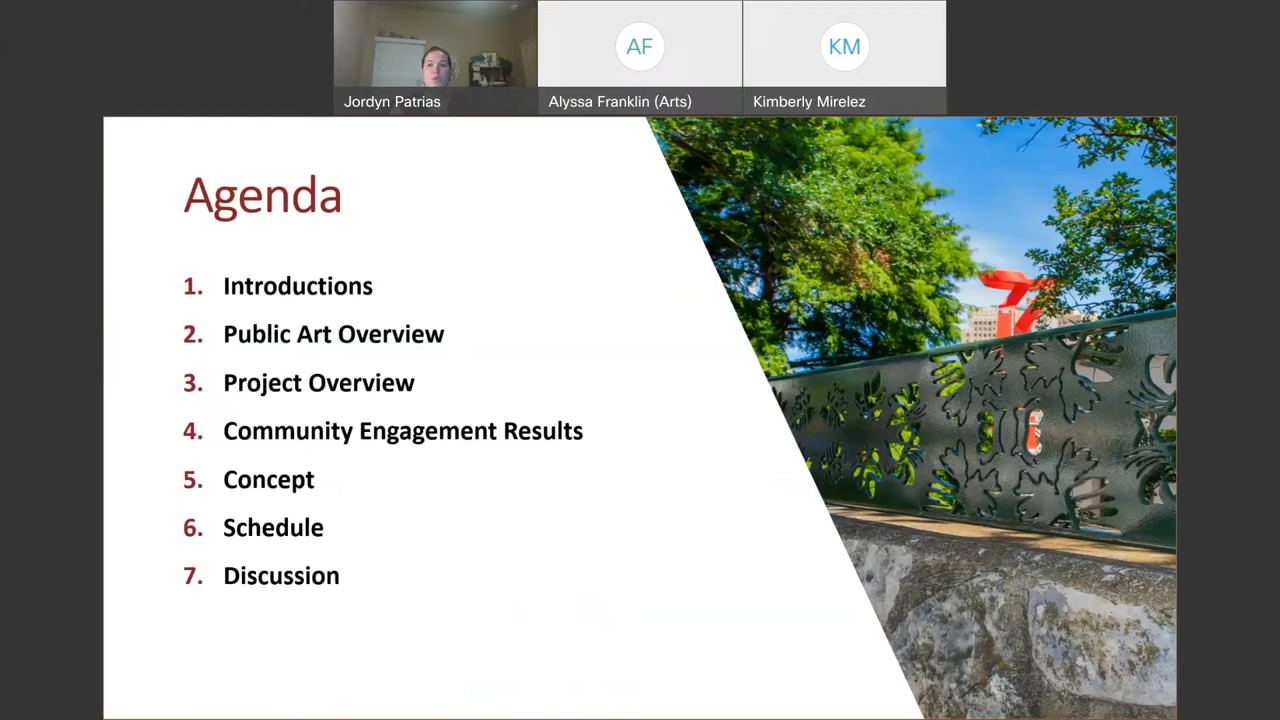 AF
KM
Jordyn Patrias
Alyssa Franklin (Arts)
Kimberly Mirelez
Agenda
1. Introductions
2. Public Art Overview
3. Project Overview
4. Community Engagement Results
5. Concept
6. Schedule
7. Discussion